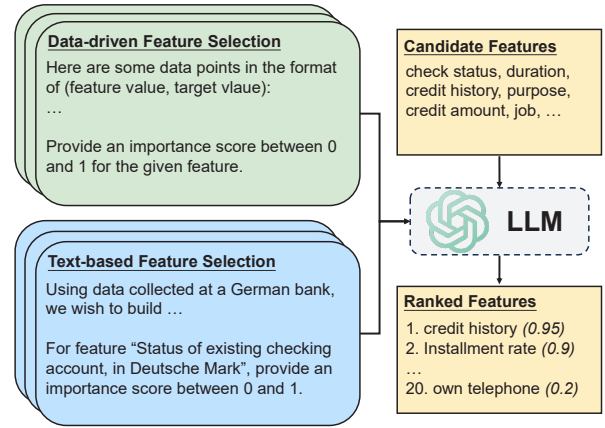 Data-driven Feature Selection
Here are some data points in the format
of (feature value, target vlaue):
…
Provide an importance score between 0
and 1 for the given feature.
Text-based Feature Selection
Using data collected at a German bank,
we wish to build …
For feature “Status of existing checking
account, in Deutsche Mark”, provide an
importance score between 0 and 1.
Candidate Features
check status, duration,
credit history, purpose,
credit amount, job, …
LLM
Ranked Features
1. credit history (0.95)
2. Installment rate (0.9)
…
20. own telephone (0.2)